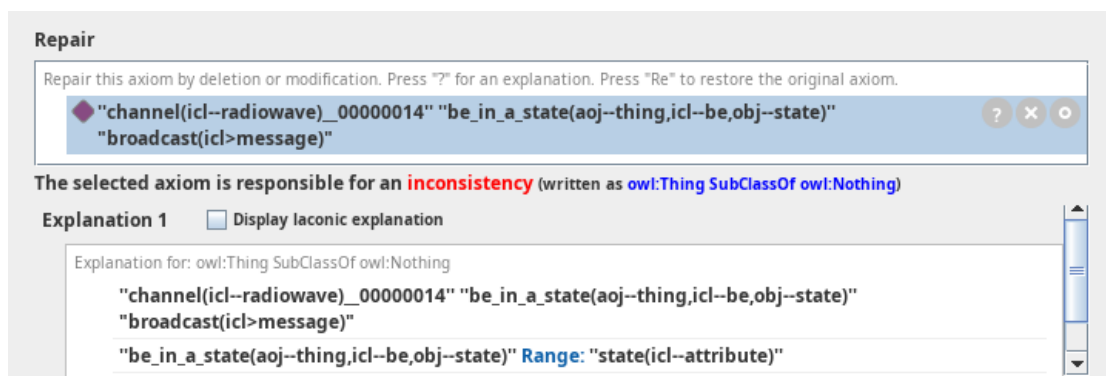 Repair
Repair this axiom by deletion or modification. Press "?" for an explanation. Press "Re" to restore the original axiom.
"channel(icl--radiowave)__00000014" "be_in_a_state(aoj--thing,icl--be,obj--state)"
"broadcast(icl>message)"
?
The selected axiom is responsible for an inconsistency (written as owl:Thing SubClassOf owl:Nothing)
Explanation 1 Display laconic explanation
Explanation for: owl:Thing SubClassOf owl:Nothing
"channel(icl--radiowave)__00000014" "be_in_a_state(aoj--thing,icl--be,obj--state)"
"broadcast(icl>message)"
"be_in_a_state(aoj--thing,icl--be,obj--state)" Range: "state(icl--attribute)"